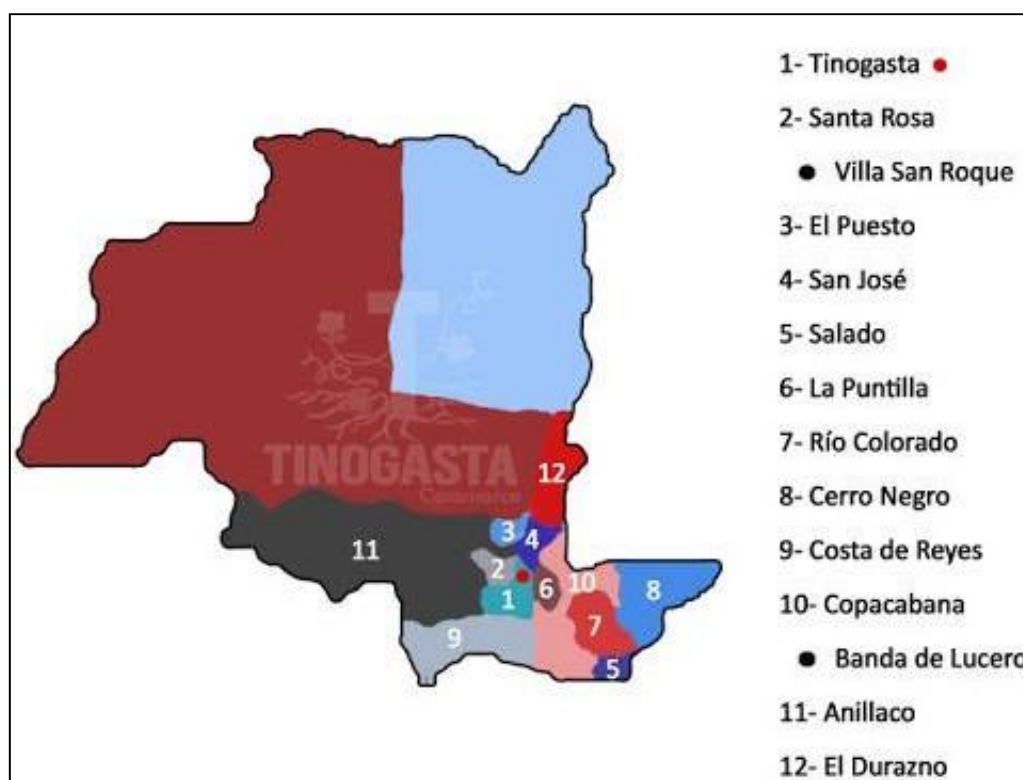 1- Tinogasta
2- Santa Rosa
Villa San Roque
3- El Puesto
4- San José
5- Salado
6- La Puntilla
7- Río Colorado
8- Cerro Negro
9- Costa de Reyes
10- Copacabana
Banda de Lucero
11- Anillaco
12- El Durazno
T
TINOGASTA
Catamarca
12
3
4
11
2
10
8
6
1
7
9
5